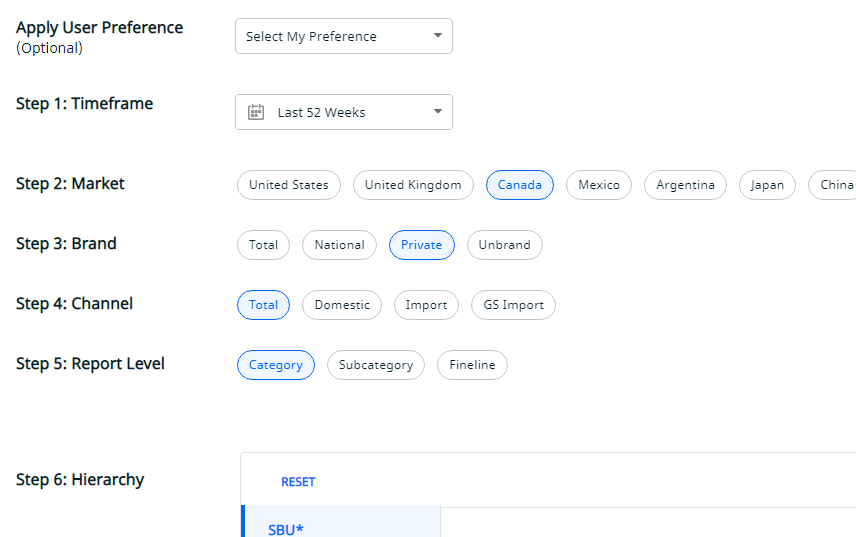 Apply User Preference
(Optional)
Select My Preference
Step 1: Timeframe
Last 52 Weeks
Step 2: Market
United States
United Kingdom
Canada
Mexico
Argentina
Japan
China
Step 3: Brand
Total
National
Private
Unbrand
Step 4: Channel
Total
Domestic
Import
GS Import
Step 5: Report Level
Category
Subcategory
Fineline
Step 6: Hierarchy
RESET
SBU*